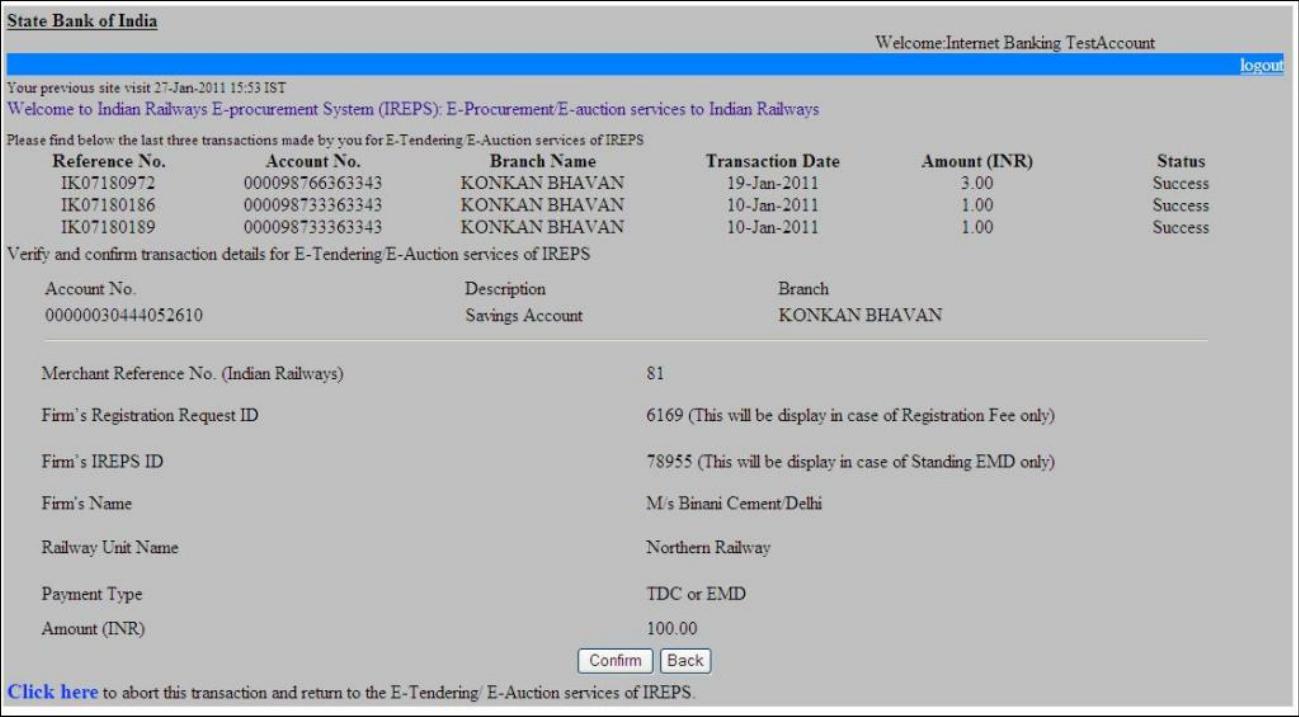 State Bank of India
Welcome:Internet Banking TestAccount
logout
Your previous site visit 27-Jan-2011 15:53 IST
Welcome to Indian Railways E-procurement System (IREPS): E-Procurement/E-auction services to Indian Railways
Please find below the last three transactions made by you for E-Tendering/E-Auction services of IREPS
Reference No. Account No. Branch Name Transaction Date Amount (INR) Status
IK07180972 000098766363343 KONKAN BHAVAN 19-Jan-2011 3.00 Success
IK07180186 000098733363343 KONKAN BHAVAN 10-Jan-2011 1.00 Success
IK07180189 000098733363343 KONKAN BHAVAN 10-Jan-2011 1.00 Success
Verify and confirm transaction details for E-Tendering/E-Auction services of IREPS
Account No. Description Branch
00000030444052610 Savings Account KONKAN BHAVAN
Merchant Reference No. (Indian Railways) 81
Firm's Registration Request ID 6169 (This will be display in case of Registration Fee only)
Firm's IREPS ID 78955 (This will be display in case of Standing EMD only)
Firm's Name M/s Binani Cement/Delhi
Railway Unit Name Northern Railway
Payment Type TDC or EMD
Amount (INR) 100.00
Confirm Back
Click here to abort this transaction and return to the E-Tendering/ E-Auction services of IREPS.